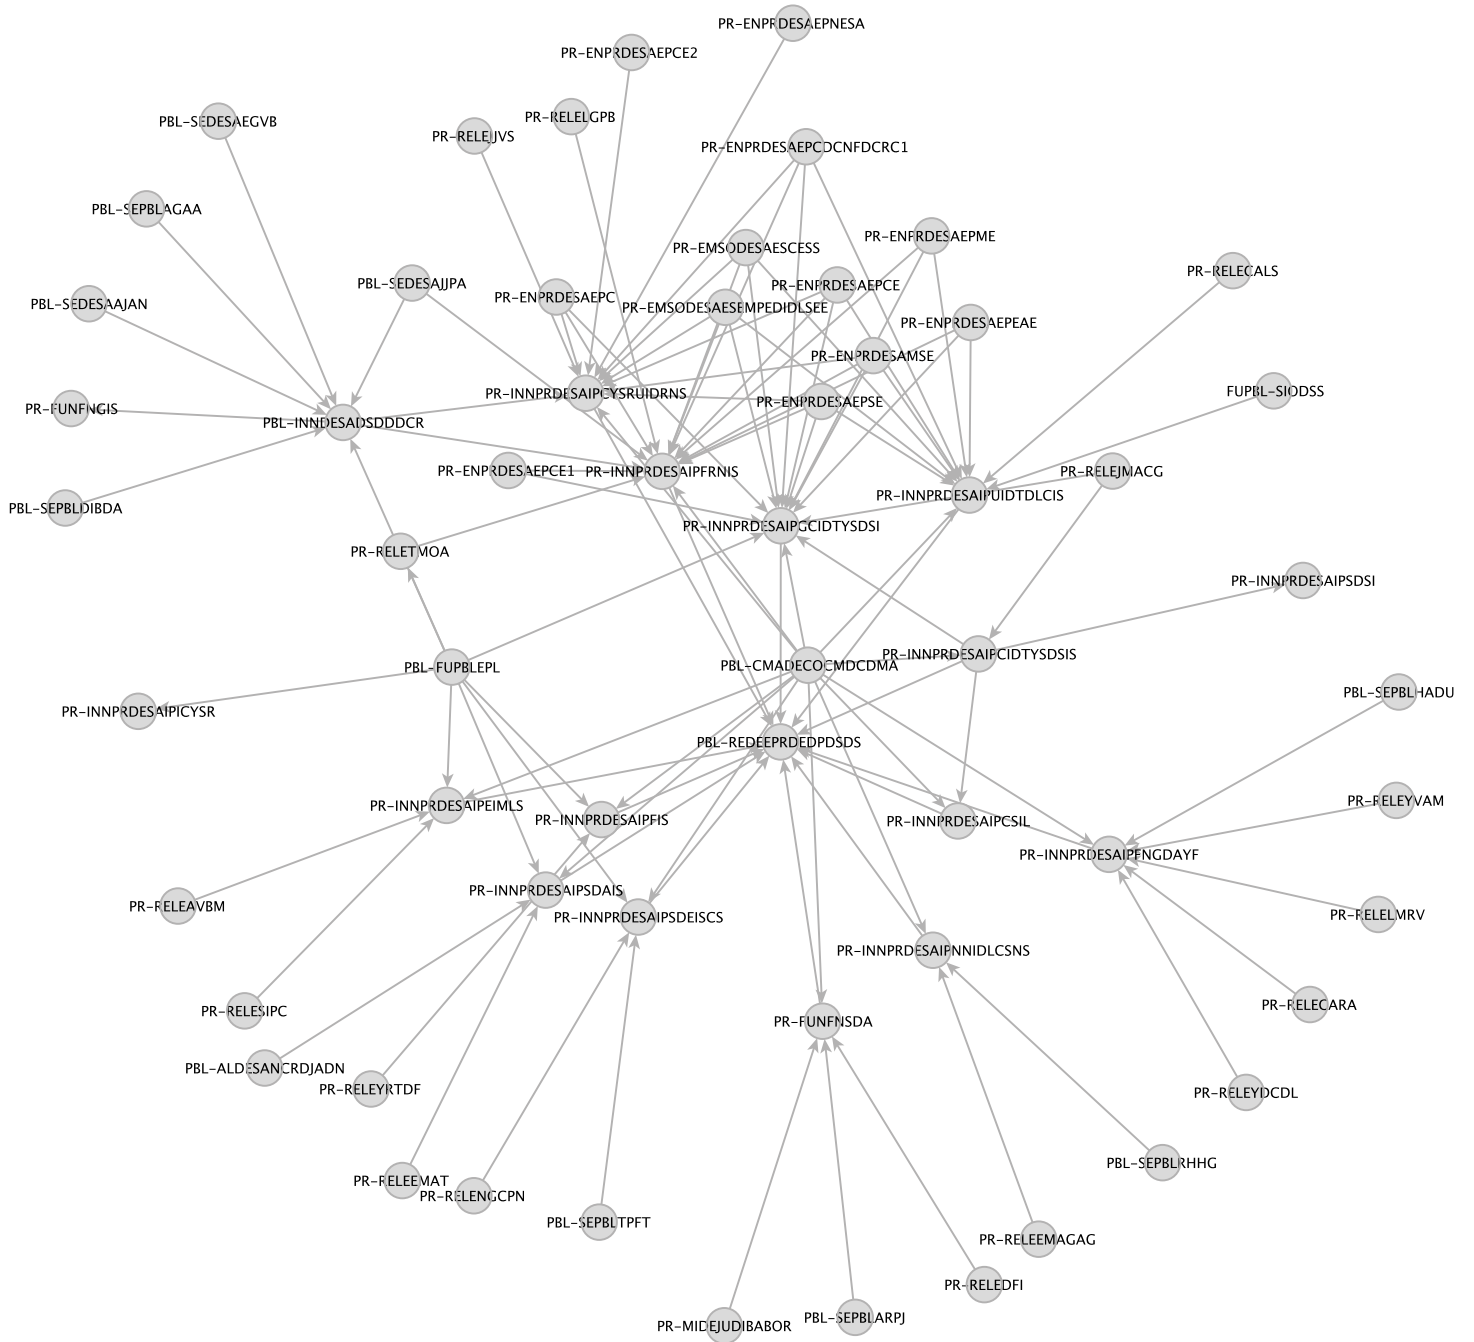 PR-ENPRDESAEPNESA
PR-ENPRDESAEPCE2
PR-RELELGPB
PBL-SEDESAEGVB
PR-RELEJJVS
PR-ENPRDESAEPCDCNFDCRC1
PBL-SEPBLAGAA
PR-ENPRDESAEPME
PR-EMSODESAESCESS
PR-RELECALS
PBL-SEDESAJJPA
PR-ENPRDESAEPCE
PR-ENPRDESAEPC
PBL-SEDESAAJAN
PR-EMSODESAESEMPEDIDLSEE
PR-ENPRDESAEPEAE
PR-ENPRDESAMSE
FUPBL-SIODSS
PR-INNPRDESAIPCYSRUIDRNS
PR-ENPRDESAEPSE
PR-FUNFNGIS
PBL-INNDESADSDDDCR
PR-ENPRDESAEPCE1
PR-INNPRDESAIPFRNIS
PR-RELEJMACG
PR-INNPRDESAIPUIDTDLCIS
PBL-SEPBLDIBDA
PR-INNPRDESAIPGCIDTYSDSI
PR-RELETMOA
PR-INNPRDESAIPSDSI
PR-INNPRDESAIFCIDTYSDSIS
PBL-FUPBLEPL
PBL-CMADECOCMDCDMA
PBL-SEPBLHADU
PR-INNPRDESAIPICYSR
PBL-REDEEPRDEDPDSDS
PR-RELEYVAM
PR-INNPRDESAIPEIMLS
PR-INNPRDESAIPFIS
PR-INNPRDESAIPCSIL
PR-INNPRDESAIPFNGDAYF
PR-INNPRDESAIPSDAIS
PR-RELEAVBM
PR-INNPRDESAIPSDEISCS
PR-RELELMRV
PR-INNPRDESAIPNNIDLCSNS
PR-RELECARA
PR-RELESIPC
PR-FUNFNSDA
PBL-ALDESANCRDJADN
PR-RELEYRTDF
PR-RELEYDCDL
PBL-SEPBLRHHG
PR-RELEEMAT
PR-RELENGCPN
PBL-SEPBLTPFT
PR-RELEEMAGAG
PR-RELEDFI
PBL-SEPBLARPJ
PR-MIDEJUDIBABOR